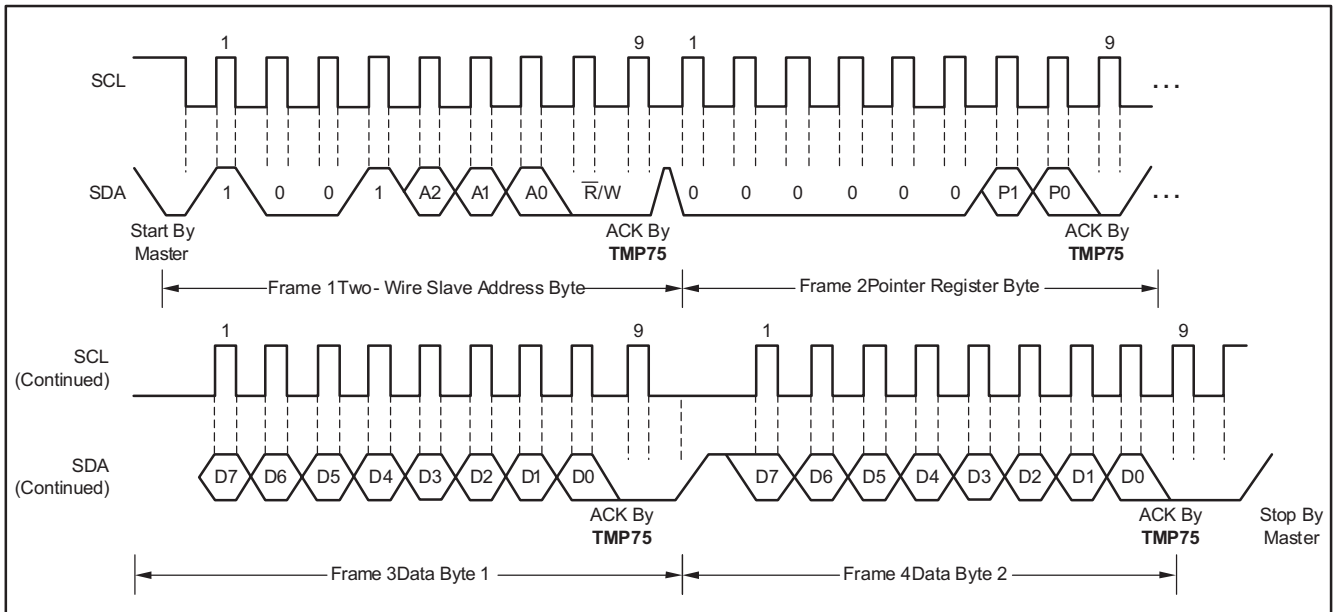 1 9 1 9
SCL ...
SDA 1 0 0 1 A2 A1 A0 R̅/W 0 0 0 0 0 0 P1 P0 ...
Start By
Master
ACK By
TMP75
ACK By
TMP75
Frame 1Two- Wire Slave Address Byte
Frame 2Pointer Register Byte
1 9 1 9
SCL
(Continued)
SDA
(Continued)
D7 D6 D5 D4 D3 D2 D1 D0 D7 D6 D5 D4 D3 D2 D1 D0
ACK By
TMP75
ACK By
TMP75
Stop By
Master
Frame 3Data Byte 1
Frame 4Data Byte 2